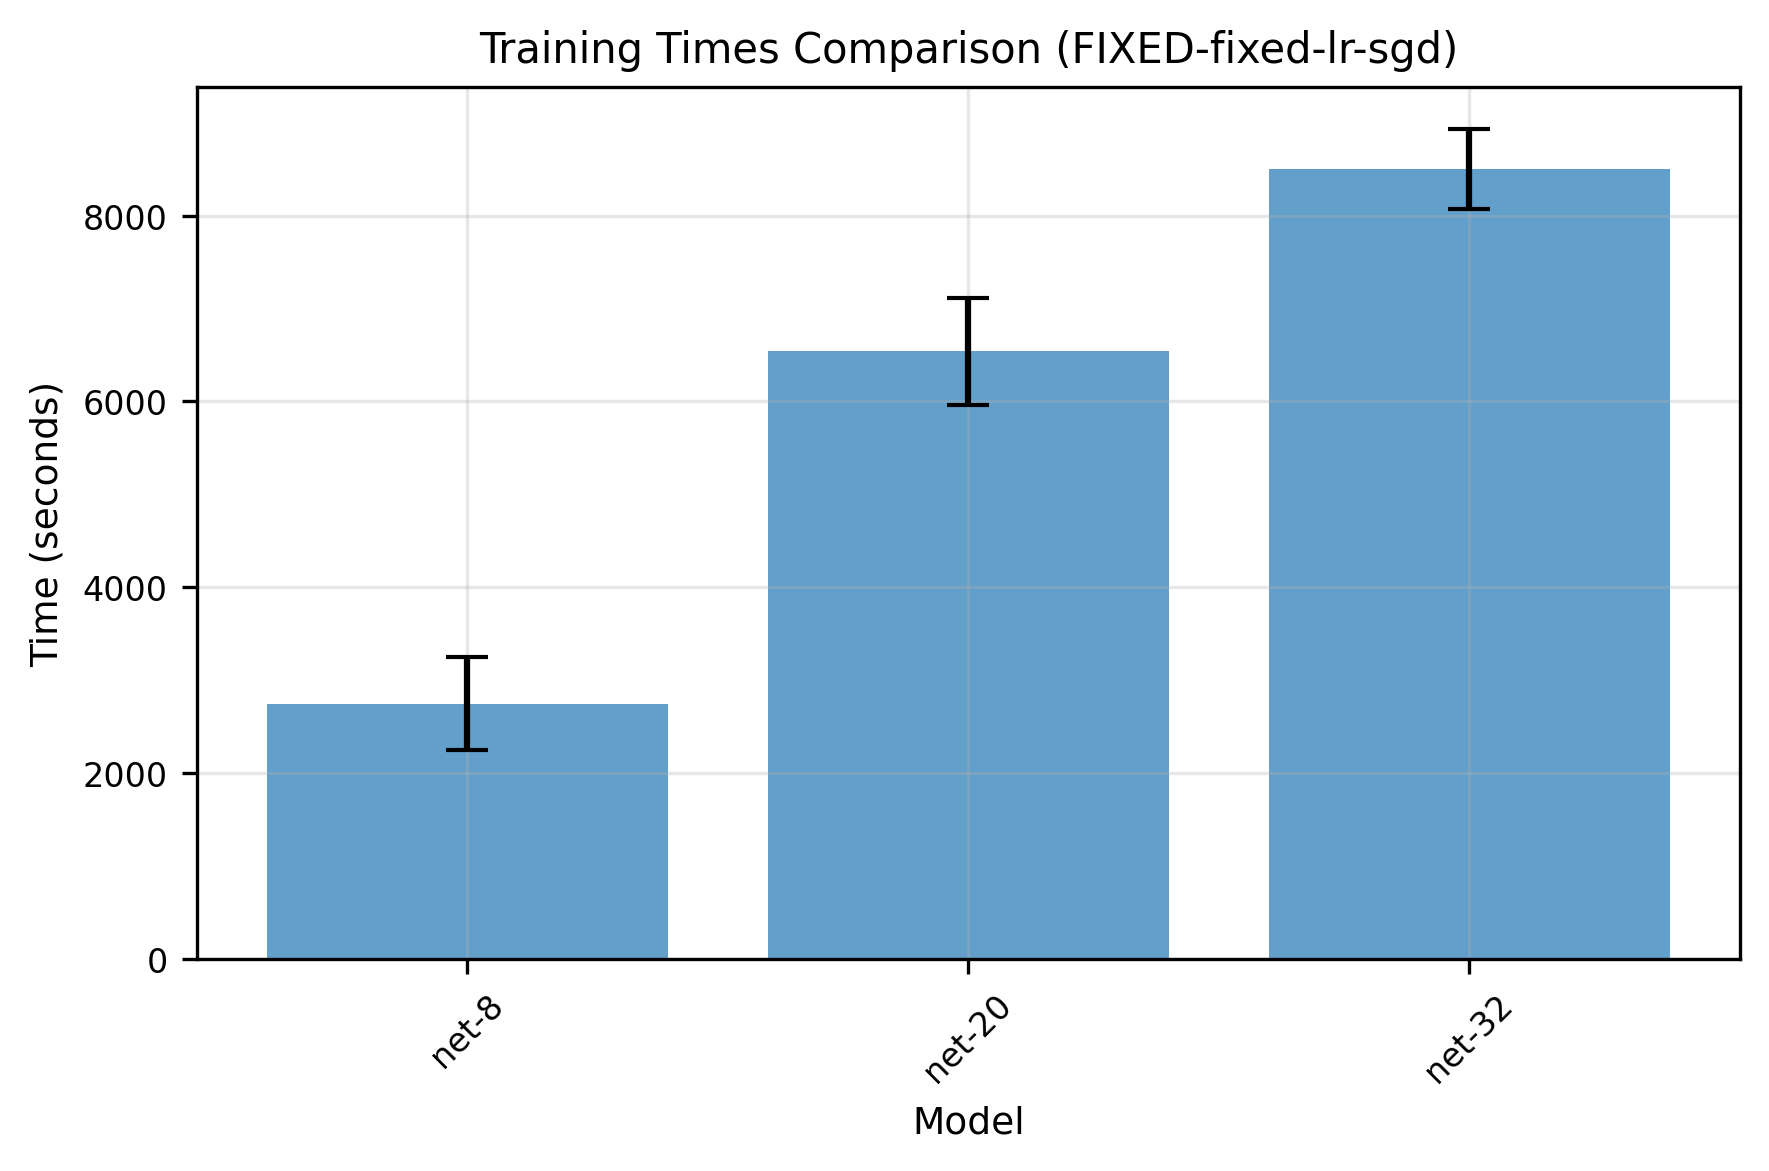 Training Times Comparison (FIXED-fixed-lr-sgd)
Time (seconds)
8000
6000
4000
2000
0
net-8
net-20
net-32
Model